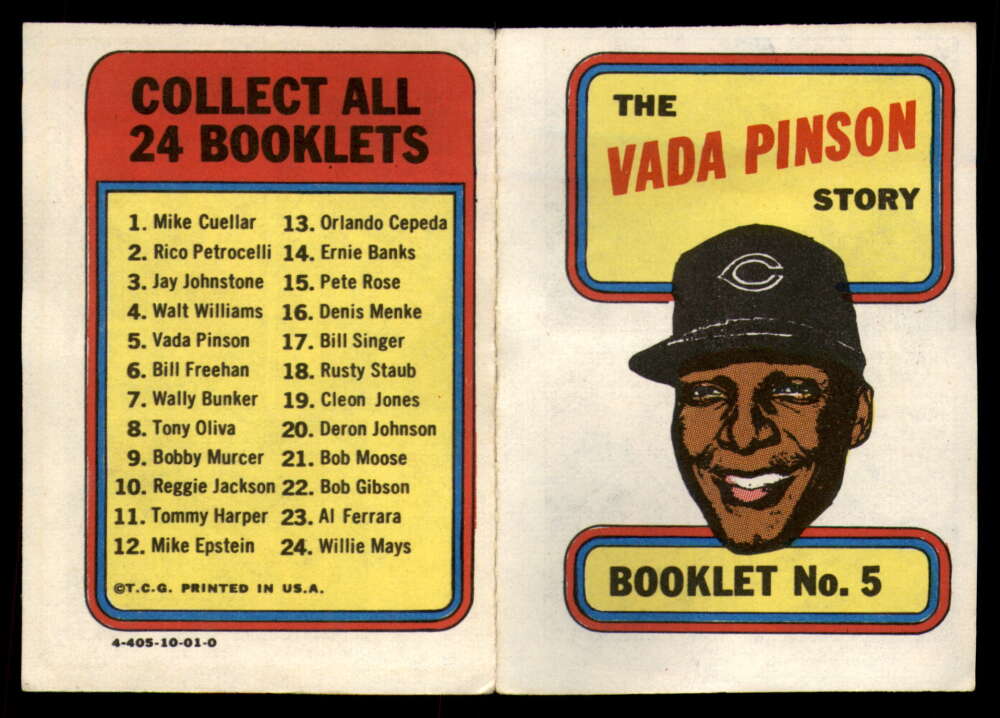 COLLECT ALL
24 BOOKLETS
1. Mike Cuellar
2. Rico Petrocelli
3. Jay Johnstone
4. Walt Williams
5. Vada Pinson
6. Bill Freehan
7. Wally Bunker
8. Tony Oliva
9. Bobby Murcer
10. Reggie Jackson
11. Tommy Harper
12. Mike Epstein
13. Orlando Cepeda
14. Ernie Banks
15. Pete Rose
16. Denis Menke
17. Bill Singer
18. Rusty Staub
19. Cleon Jones
20. Deron Johnson
21. Bob Moose
22. Bob Gibson
23. Al Ferrara
24. Willie Mays
©T.C.G. PRINTED IN U.S.A.
4-405-10-01-0
THE
VADA PINSON
STORY
C
BOOKLET No. 5